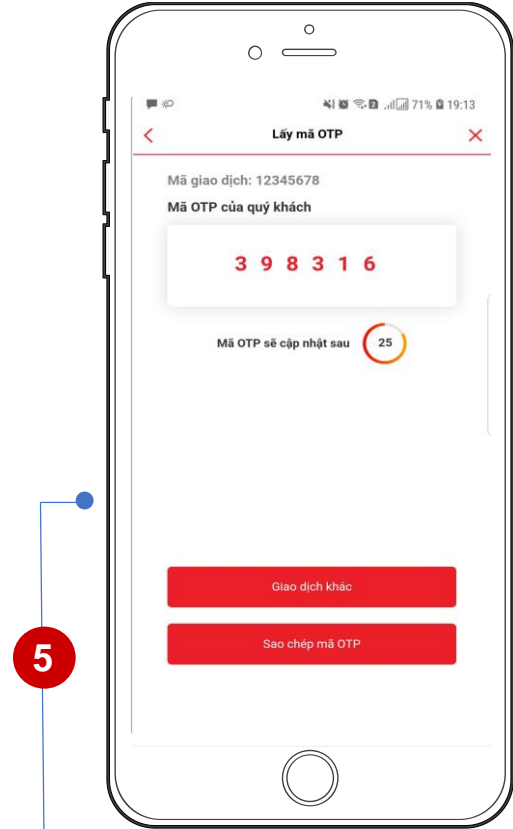 71% 19:13
Lấy mã OTP
Mã giao dịch: 12345678
Mã OTP của quý khách
3 9 8 3 1 6
Mã OTP sẽ cập nhật sau 25
Giao dịch khác
Sao chép mã OTP
5